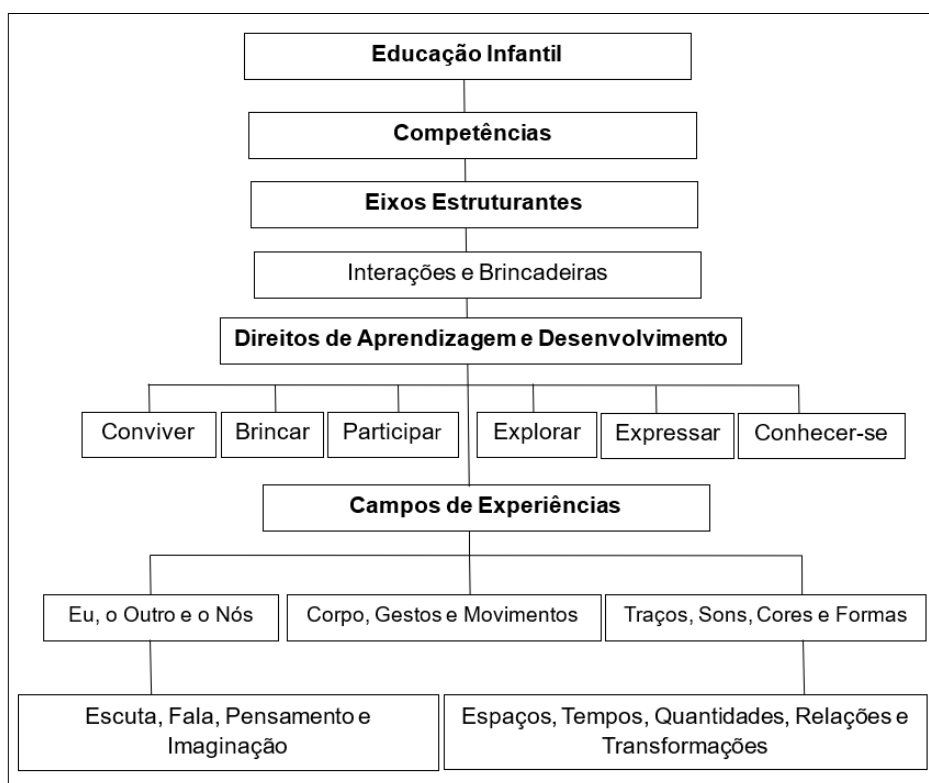 Educação Infantil
Competências
Eixos Estruturantes
Interações e Brincadeiras
Direitos de Aprendizagem e Desenvolvimento
Conviver
Brincar
Participar
Explorar
Expressar
Conhecer-se
Campos de Experiências
Eu, o Outro e o Nós
Corpo, Gestos e Movimentos
Traços, Sons, Cores e Formas
Escuta, Fala, Pensamento e
Imaginação
Espaços, Tempos, Quantidades, Relações e
Transformações